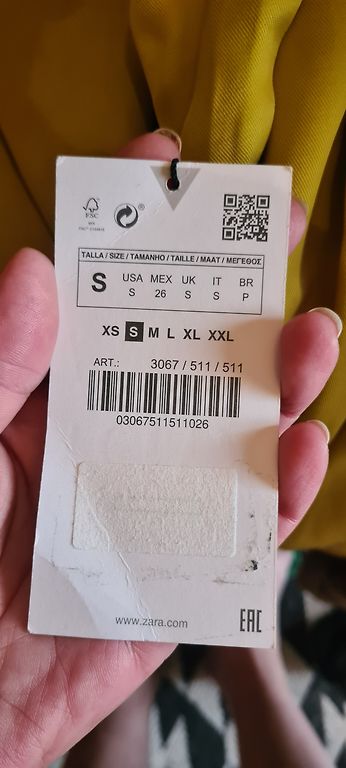 FSC
TALLA / SIZE / TAMANHO / TAILLE / MAAT / ΜΕΓΕΘΟΣ
S USA MEX UK IT BR
S 26 S S P
XS S M L XL XXL
ART.: 3067 / 511 / 511
03067511511026
www.zara.com
EAC